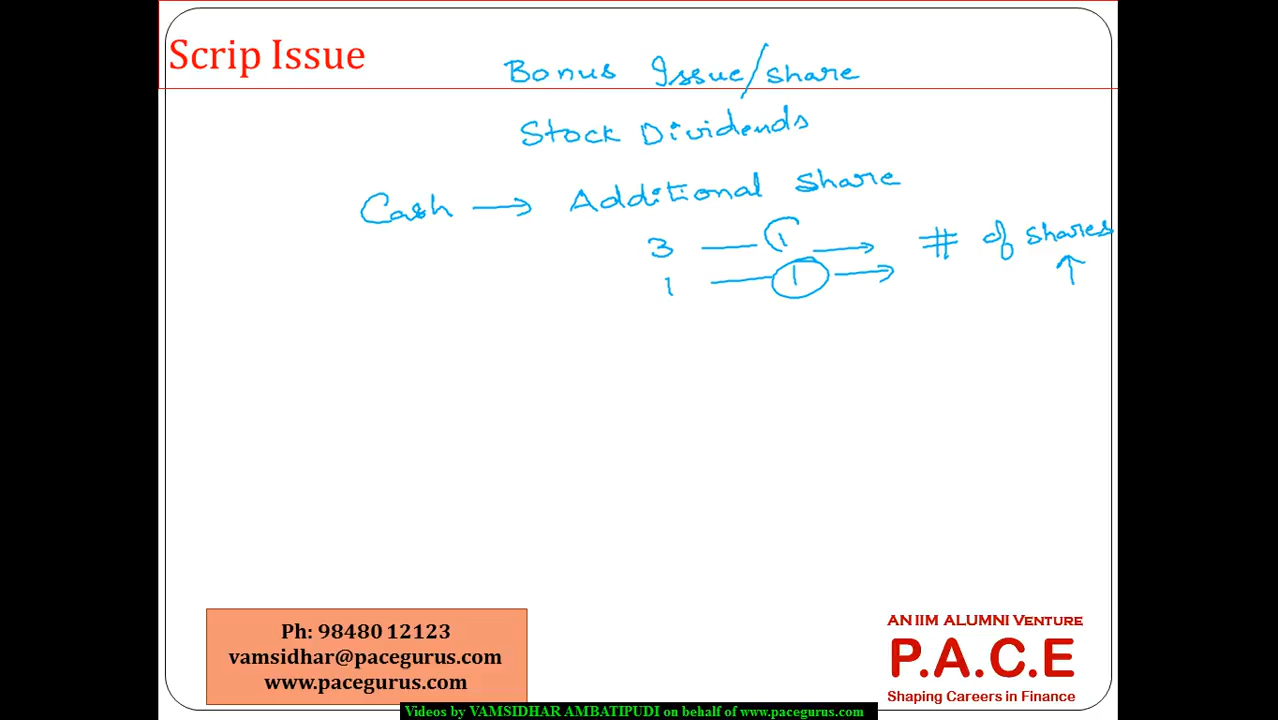 Scrip Issue
Bonus Issue/share
Stock Dividends
Cash → Additional Share
3 — 1 → # of shares ↑
1 — 1 →
Ph: 98480 12123
vamsidhar@pacegurus.com
www.pacegurus.com
AN IIM ALUMNI VENTURE
P.A.C.E
Shaping Careers in Finance
Videos by VAMSIDHAR AMBATIPUDI on behalf of www.pacegurus.com